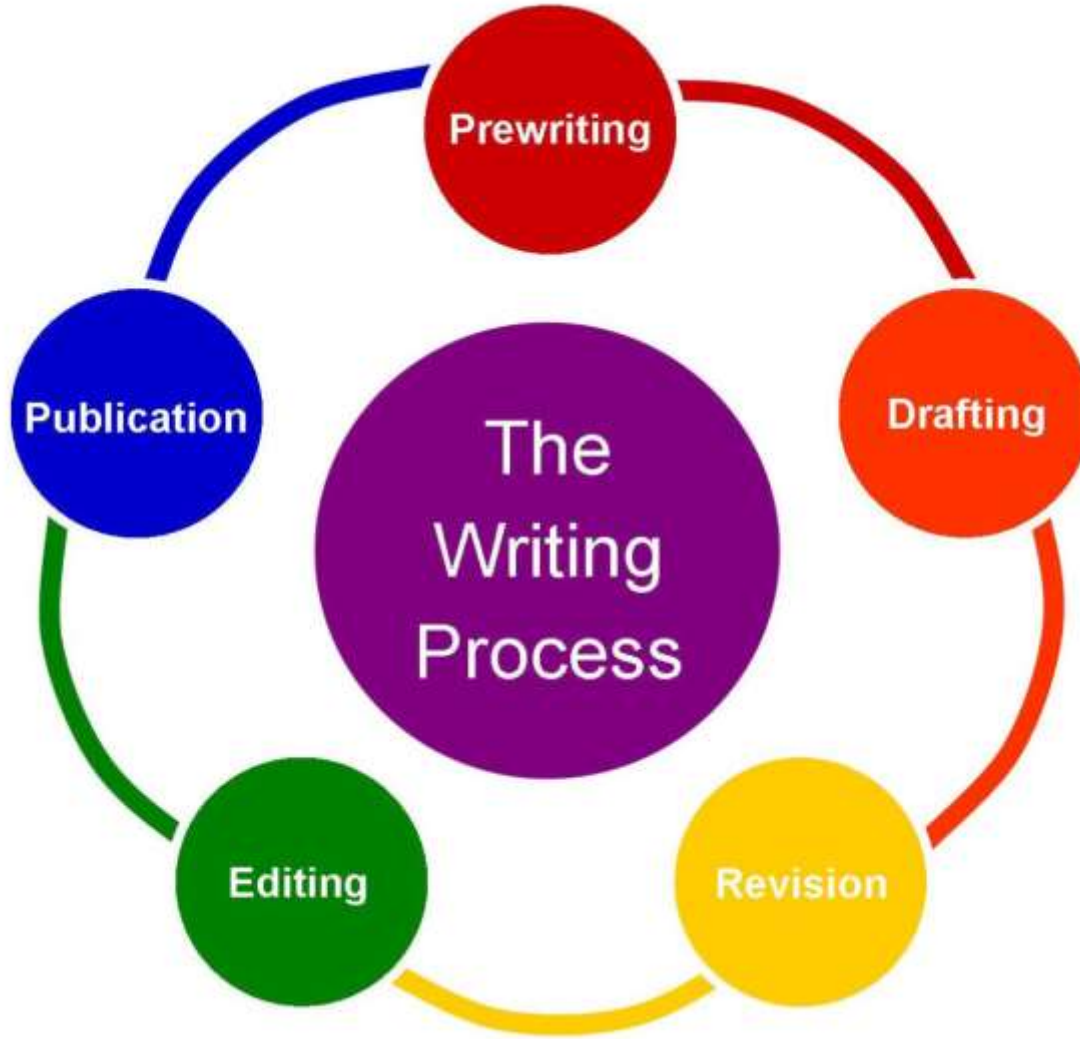 Prewriting
Drafting
Revision
Editing
Publication
The
Writing
Process